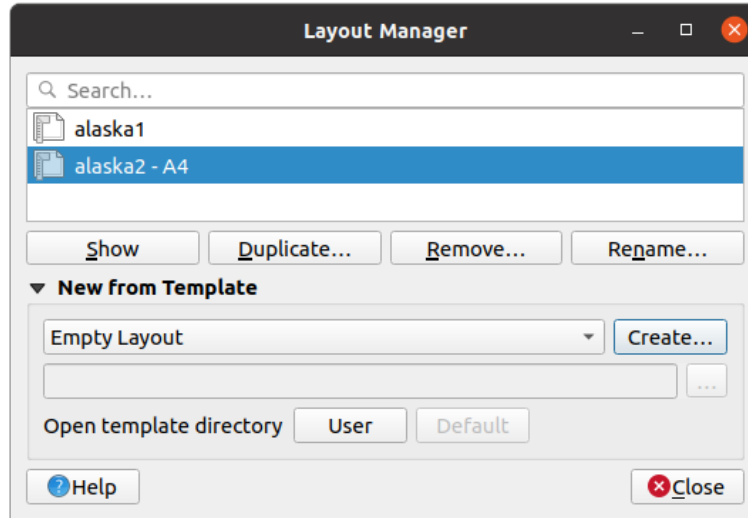 Layout Manager
Search...
alaska1
alaska2 - A4
Show Duplicate... Remove... Rename...
New from Template
Empty Layout Create...
...
Open template directory User Default
Help Close